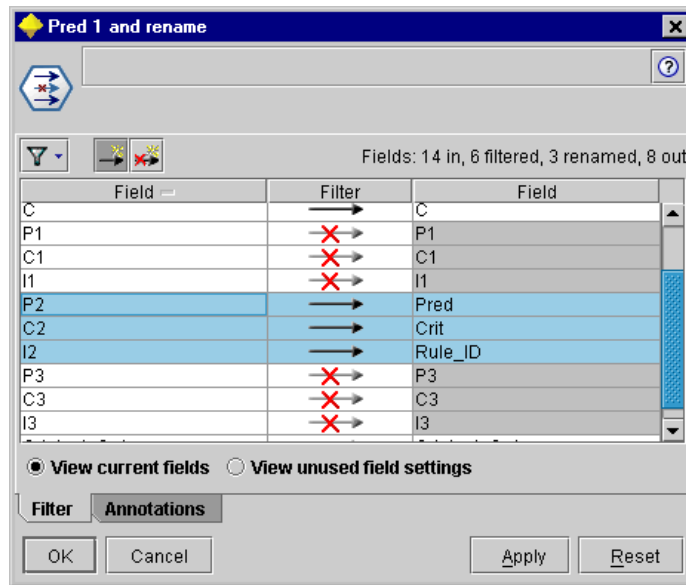 Pred 1 and rename
Fields: 14 in, 6 filtered, 3 renamed, 8 out
Field Filter Field
C C
P1 P1
C1 C1
I1 I1
P2 Pred
C2 Crit
I2 Rule_ID
P3 P3
C3 C3
I3 I3
View current fields View unused field settings
Filter Annotations
OK Cancel Apply Reset